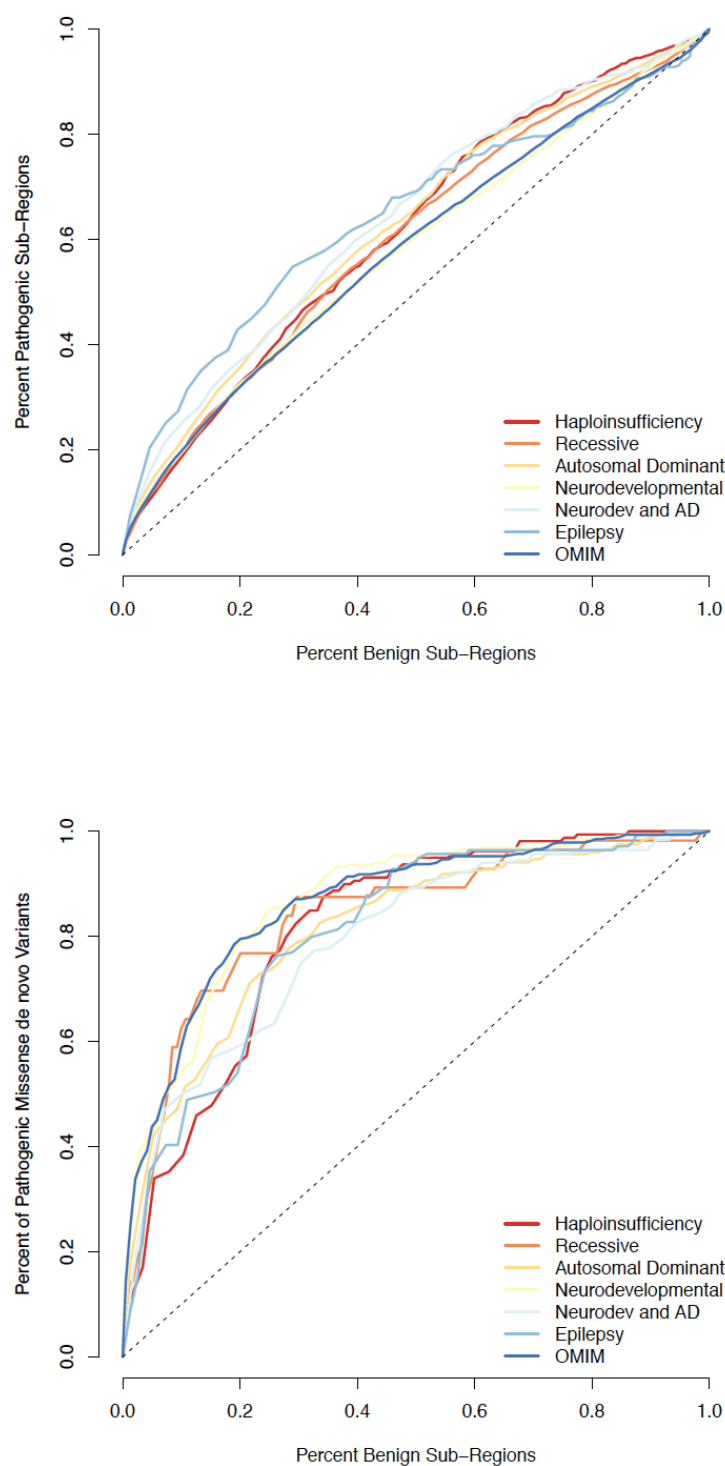 1.0
0.8
0.6
0.4
0.2
0.0
Percent Pathogenic Sub-Regions
Haploinsufficiency
Recessive
Autosomal Dominant
Neurodevelopmental
Neurodev and AD
Epilepsy
OMIM
0.0 0.2 0.4 0.6 0.8 1.0
Percent Benign Sub-Regions
1.0
0.8
0.6
0.4
0.2
0.0
Percent of Pathogenic Missense de novo Variants
Haploinsufficiency
Recessive
Autosomal Dominant
Neurodevelopmental
Neurodev and AD
Epilepsy
OMIM
0.0 0.2 0.4 0.6 0.8 1.0
Percent Benign Sub-Regions